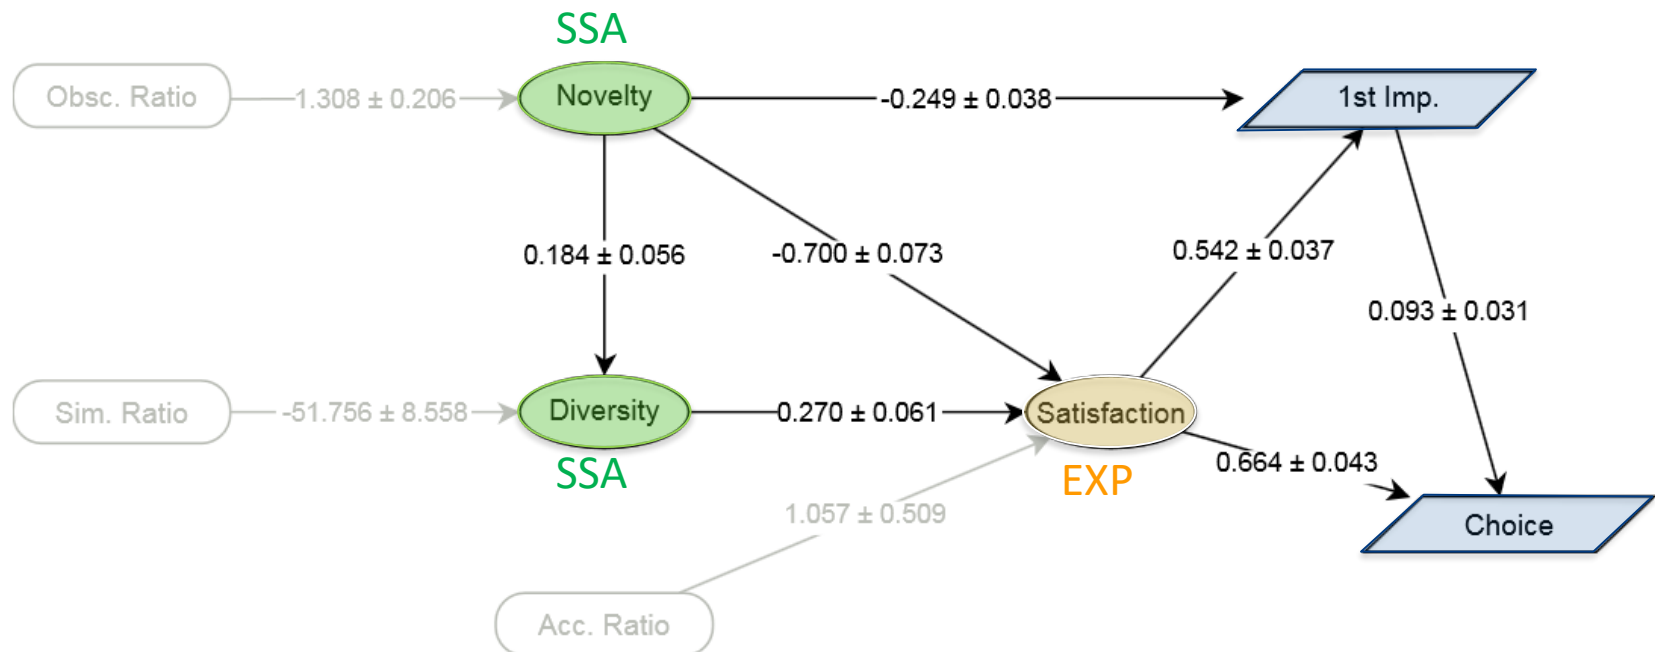 SSA
Obsc. Ratio
1.308 ± 0.206
Novelty
-0.249 ± 0.038
1st Imp.
0.184 ± 0.056
-0.700 ± 0.073
0.542 ± 0.037
0.093 ± 0.031
Sim. Ratio
-51.756 ± 8.558
Diversity
0.270 ± 0.061
Satisfaction
SSA
EXP
0.664 ± 0.043
1.057 ± 0.509
Choice
Acc. Ratio